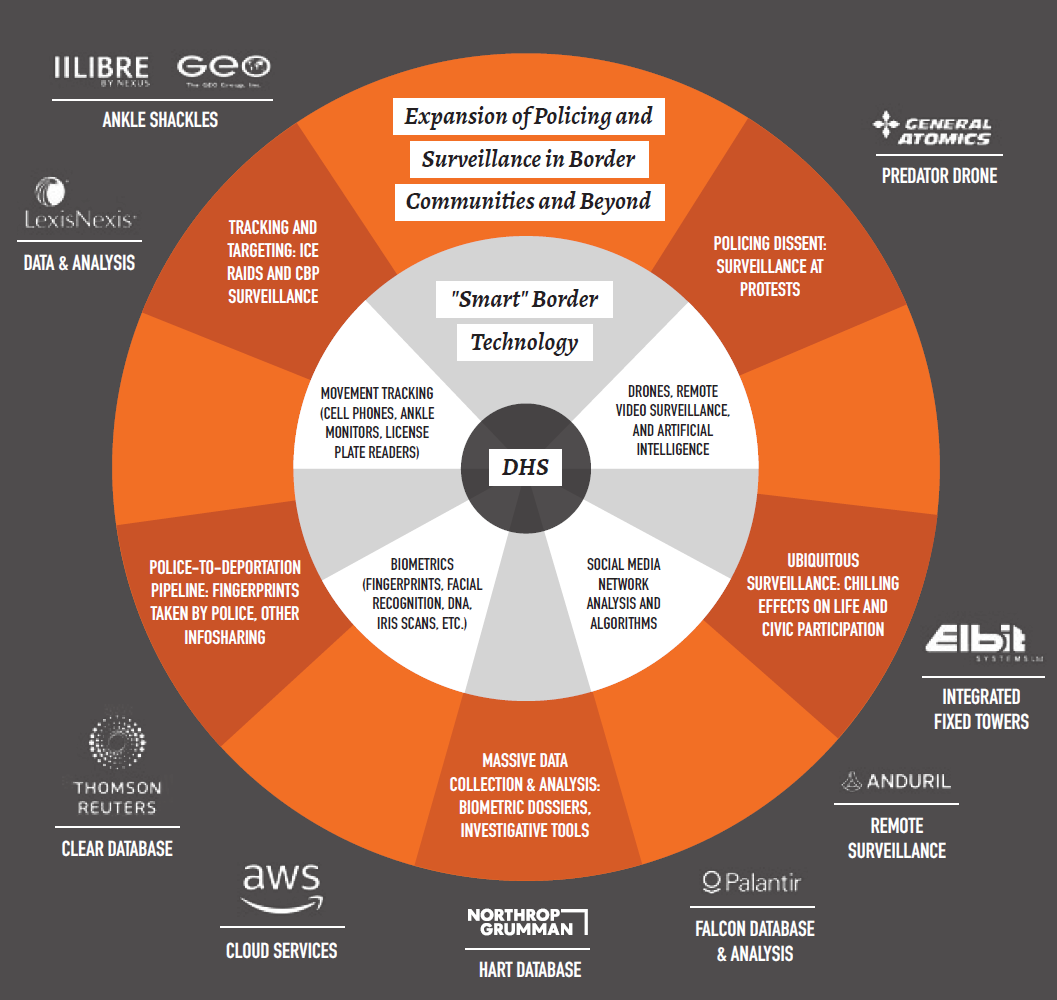 IILIBRE
BY NEXUS
GEO
The GEO Group, Inc.
ANKLE SHACKLES
LexisNexis
DATA & ANALYSIS
Expansion of Policing and
Surveillance in Border
Communities and Beyond
GENERAL
ATOMICS
PREDATOR DRONE
TRACKING AND
TARGETING: ICE
RAIDS AND CBP
SURVEILLANCE
POLICING DISSENT:
SURVEILLANCE AT
PROTESTS
"Smart" Border
Technology
MOVEMENT TRACKING
(CELL PHONES, ANKLE
MONITORS, LICENSE
PLATE READERS)
DRONES, REMOTE
VIDEO SURVEILLANCE,
AND ARTIFICIAL
INTELLIGENCE
DHS
POLICE-TO-DEPORTATION
PIPELINE: FINGERPRINTS
TAKEN BY POLICE, OTHER
INFOSHARING
BIOMETRICS
(FINGERPRINTS, FACIAL
RECOGNITION, DNA,
IRIS SCANS, ETC.)
SOCIAL MEDIA
NETWORK
ANALYSIS AND
ALGORITHMS
UBIQUITOUS
SURVEILLANCE: CHILLING
EFFECTS ON LIFE AND
CIVIC PARTICIPATION
Elbit
SYSTEMS Ltd
INTEGRATED
FIXED TOWERS
MASSIVE DATA
COLLECTION & ANALYSIS:
BIOMETRIC DOSSIERS,
INVESTIGATIVE TOOLS
THOMSON
REUTERS
CLEAR DATABASE
ANDURIL
REMOTE
SURVEILLANCE
aws
CLOUD SERVICES
NORTHROP
GRUMMAN
HART DATABASE
Palantir
FALCON DATABASE
& ANALYSIS